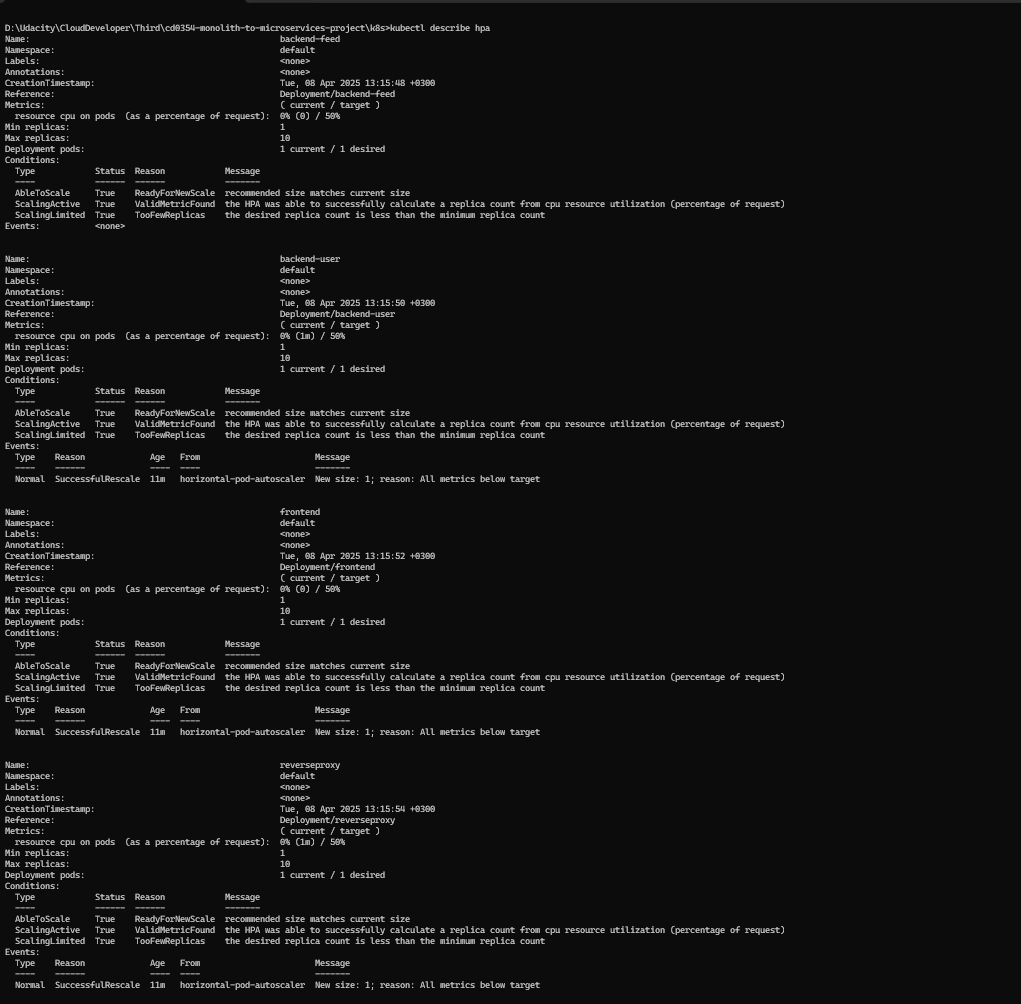 D:\Udacity\CloudDeveloper\Third\cd0354-monolith-to-microservices-project\k8s>kubectl describe hpa
Name: backend-feed
Namespace: default
Labels: <none>
Annotations: <none>
CreationTimestamp: Tue, 08 Apr 2025 13:15:48 +0300
Reference: Deployment/backend-feed
Metrics: ( current / target )
resource cpu on pods (as a percentage of request): 0% (0) / 50%
Min replicas: 1
Max replicas: 10
Deployment pods: 1 current / 1 desired
Conditions:
Type Status Reason Message
---- ------ ------ -------
AbleToScale True ReadyForNewScale recommended size matches current size
ScalingActive True ValidMetricFound the HPA was able to successfully calculate a replica count from cpu resource utilization (percentage of request)
ScalingLimited True TooFewReplicas the desired replica count is less than the minimum replica count
Events: <none>
Name: backend-user
Namespace: default
Labels: <none>
Annotations: <none>
CreationTimestamp: Tue, 08 Apr 2025 13:15:50 +0300
Reference: Deployment/backend-user
Metrics: ( current / target )
resource cpu on pods (as a percentage of request): 0% (1m) / 50%
Min replicas: 1
Max replicas: 10
Deployment pods: 1 current / 1 desired
Conditions:
Type Status Reason Message
---- ------ ------ -------
AbleToScale True ReadyForNewScale recommended size matches current size
ScalingActive True ValidMetricFound the HPA was able to successfully calculate a replica count from cpu resource utilization (percentage of request)
ScalingLimited True TooFewReplicas the desired replica count is less than the minimum replica count
Events:
Type Reason Age From Message
---- ------ ---- ---- -------
Normal SuccessfulRescale 11m horizontal-pod-autoscaler New size: 1; reason: All metrics below target
Name: frontend
Namespace: default
Labels: <none>
Annotations: <none>
CreationTimestamp: Tue, 08 Apr 2025 13:15:52 +0300
Reference: Deployment/frontend
Metrics: ( current / target )
resource cpu on pods (as a percentage of request): 0% (0) / 50%
Min replicas: 1
Max replicas: 10
Deployment pods: 1 current / 1 desired
Conditions:
Type Status Reason Message
---- ------ ------ -------
AbleToScale True ReadyForNewScale recommended size matches current size
ScalingActive True ValidMetricFound the HPA was able to successfully calculate a replica count from cpu resource utilization (percentage of request)
ScalingLimited True TooFewReplicas the desired replica count is less than the minimum replica count
Events:
Type Reason Age From Message
---- ------ ---- ---- -------
Normal SuccessfulRescale 11m horizontal-pod-autoscaler New size: 1; reason: All metrics below target
Name: reverseproxy
Namespace: default
Labels: <none>
Annotations: <none>
CreationTimestamp: Tue, 08 Apr 2025 13:15:54 +0300
Reference: Deployment/reverseproxy
Metrics: ( current / target )
resource cpu on pods (as a percentage of request): 0% (1m) / 50%
Min replicas: 1
Max replicas: 10
Deployment pods: 1 current / 1 desired
Conditions:
Type Status Reason Message
---- ------ ------ -------
AbleToScale True ReadyForNewScale recommended size matches current size
ScalingActive True ValidMetricFound the HPA was able to successfully calculate a replica count from cpu resource utilization (percentage of request)
ScalingLimited True TooFewReplicas the desired replica count is less than the minimum replica count
Events:
Type Reason Age From Message
---- ------ ---- ---- -------
Normal SuccessfulRescale 11m horizontal-pod-autoscaler New size: 1; reason: All metrics below target